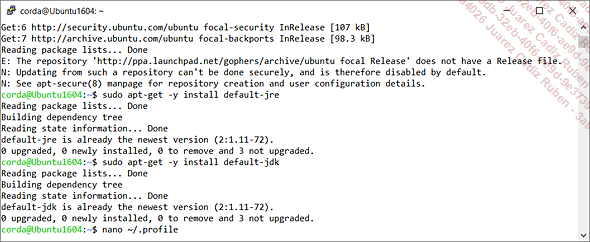 corda@Ubuntu1604: ~
Get:6 http://security.ubuntu.com/ubuntu focal-security InRelease [107 kB]
Get:7 http://archive.ubuntu.com/ubuntu focal-backports InRelease [98.3 kB]
Reading package lists... Done
E: The repository 'http://ppa.launchpad.net/gophers/archive/ubuntu focal Release' does not have a Release file.
N: Updating from such a repository can't be done securely, and is therefore disabled by default.
N: See apt-secure(8) manpage for repository creation and user configuration details.
corda@Ubuntu1604:~$ sudo apt-get -y install default-jre
Reading package lists... Done
Building dependency tree
Reading state information... Done
default-jre is already the newest version (2:1.11-72).
0 upgraded, 0 newly installed, 0 to remove and 3 not upgraded.
corda@Ubuntu1604:~$ sudo apt-get -y install default-jdk
Reading package lists... Done
Building dependency tree
Reading state information... Done
default-jdk is already the newest version (2:1.11-72).
0 upgraded, 0 newly installed, 0 to remove and 3 not upgraded.
corda@Ubuntu1604:~$ nano ~/.profile
Juarez Cadiz Ruben